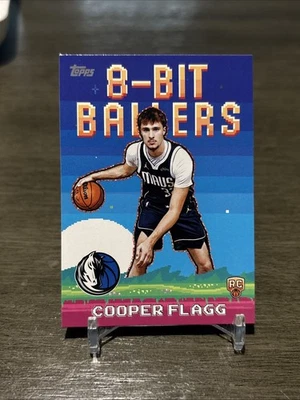 Topps
8-BIT
BALLERS
MAVS
COOPER FLAGG
RC